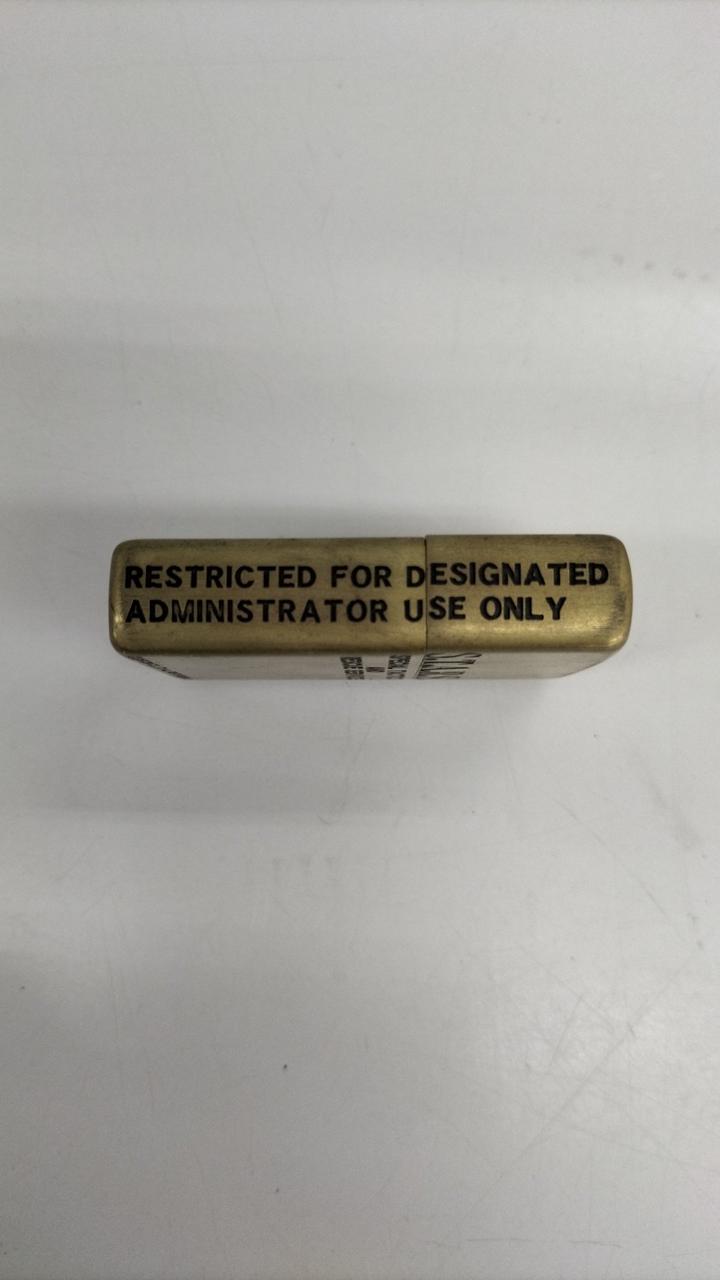 RESTRICTED FOR DESIGNATED
ADMINISTRATOR USE ONLY
S.T.A.R.S.